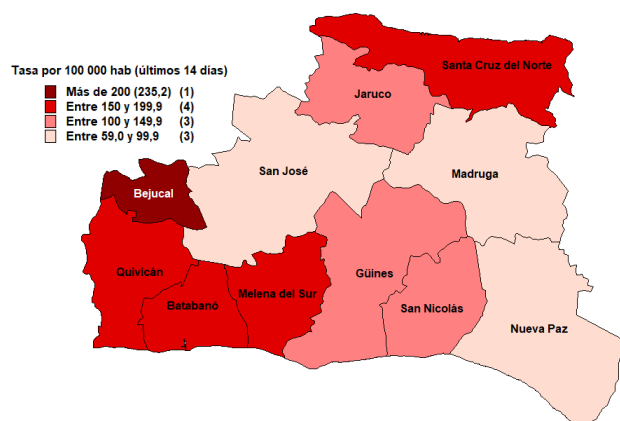 Tasa por 100 000 hab (últimos 14 días)
Más de 200 (235,2) (1)
Entre 150 y 199,9 (4)
Entre 100 y 149,9 (3)
Entre 59,0 y 99,9 (3)
Santa Cruz del Norte
Jaruco
San José
Madruga
Bejucal
Quivicán
Batabanó
Melena del Sur
Güines
San Nicolás
Nueva Paz